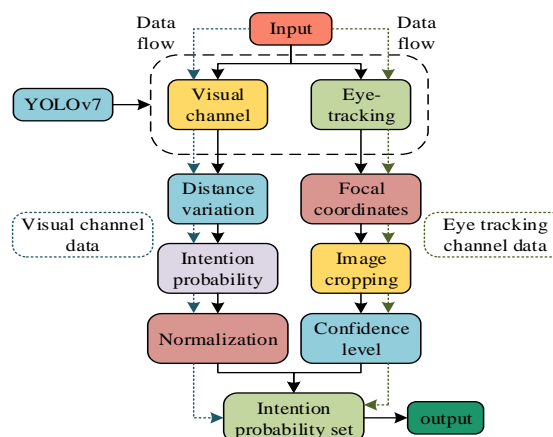 Data
flow
Input
Data
flow
YOLOv7
Visual
channel
Eye-
tracking
Distance
variation
Focal
coordinates
Visual channel
data
Eye tracking
channel data
Intention
probability
Image
cropping
Normalization
Confidence
level
Intention
probability set
output